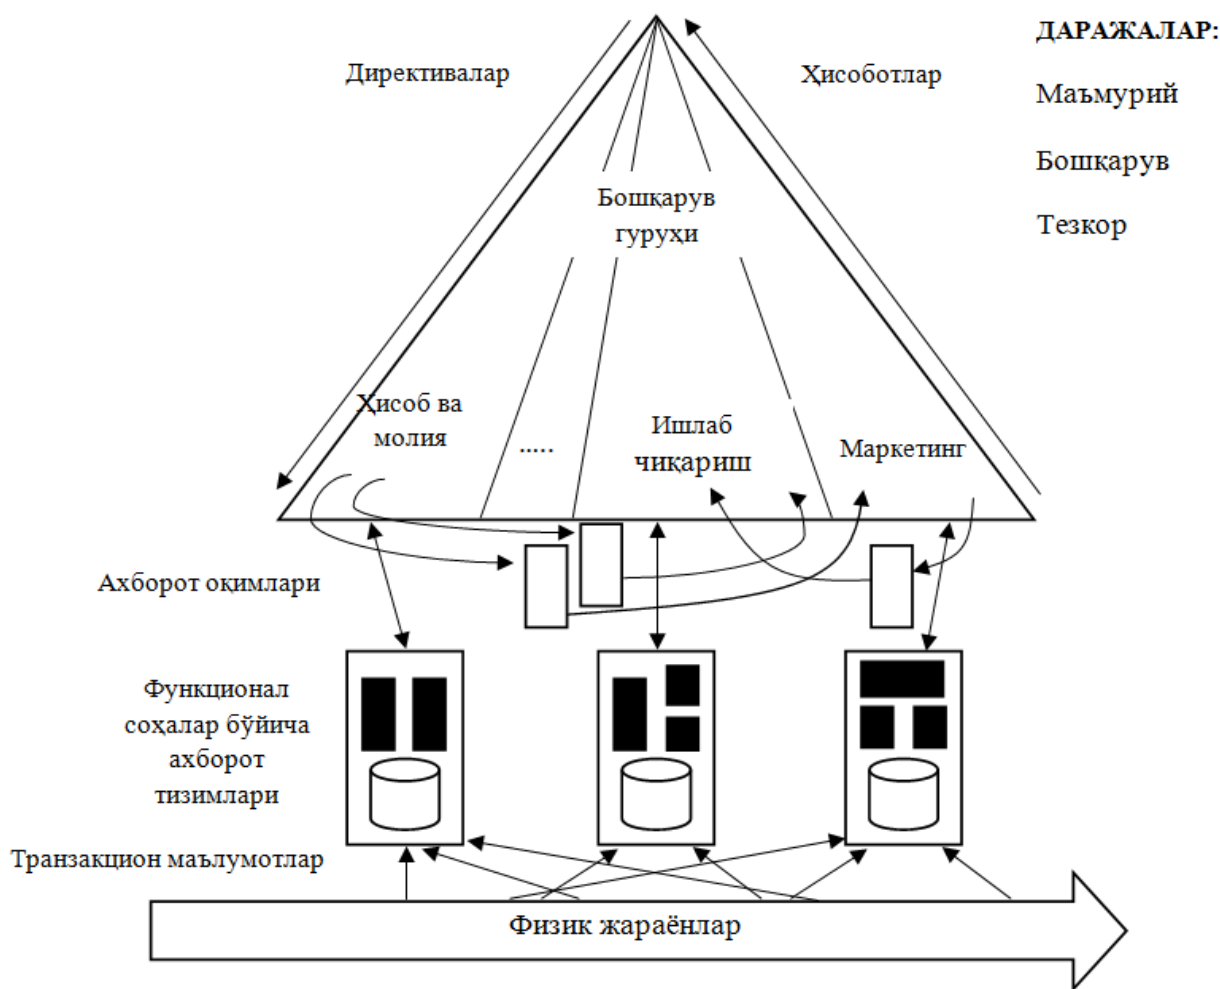 ДАРАЖАЛАР:
Директивалар
Ҳисоботлар
Маъмурий
Бошқарув
Тезкор
Бошқарув
гуруҳи
Ҳисоб ва
молия
.....
Ишлаб
чиқариш
Маркетинг
Ахборот оқимлари
Функционал
соҳалар бўйича
ахборот
тизимлари
Транзакцион маълумотлар
Физик жараёнлар